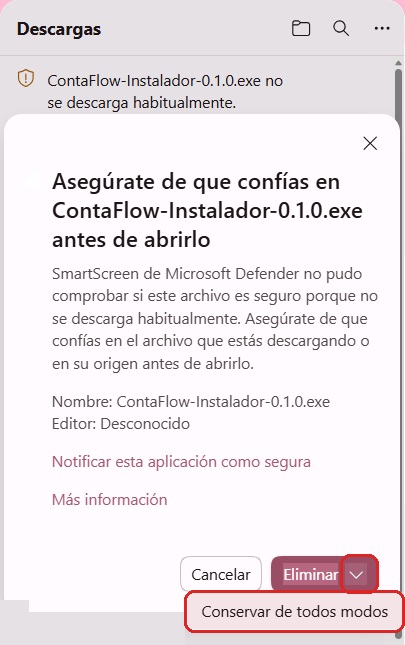 Descargas
ContaFlow-Instalador-0.1.0.exe no
se descarga habitualmente.
Asegúrate de que confías en
ContaFlow-Instalador-0.1.0.exe
antes de abrirlo
SmartScreen de Microsoft Defender no pudo
comprobar si este archivo es seguro porque no
se descarga habitualmente. Asegúrate de que
confías en el archivo que estás descargando o
en su origen antes de abrirlo.
Nombre: ContaFlow-Instalador-0.1.0.exe
Editor: Desconocido
Notificar esta aplicación como segura
Más información
Cancelar
Eliminar
Conservar de todos modos